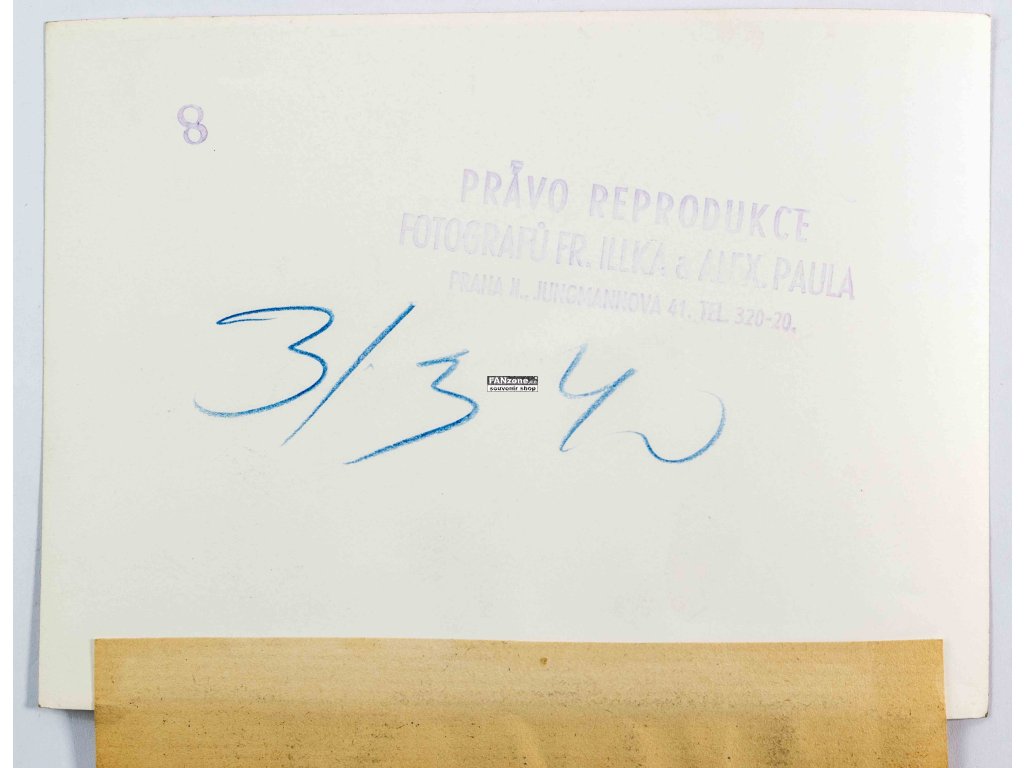 8
PRÁVO REPRODUKCE
FOTOGRAFŮ FR. ILLKA a ALEX. PAULA
PRAHA II., JUNGMANNOVA 41. TEL. 320-20.
3/3 40
FANzone.cz
souvenir shop